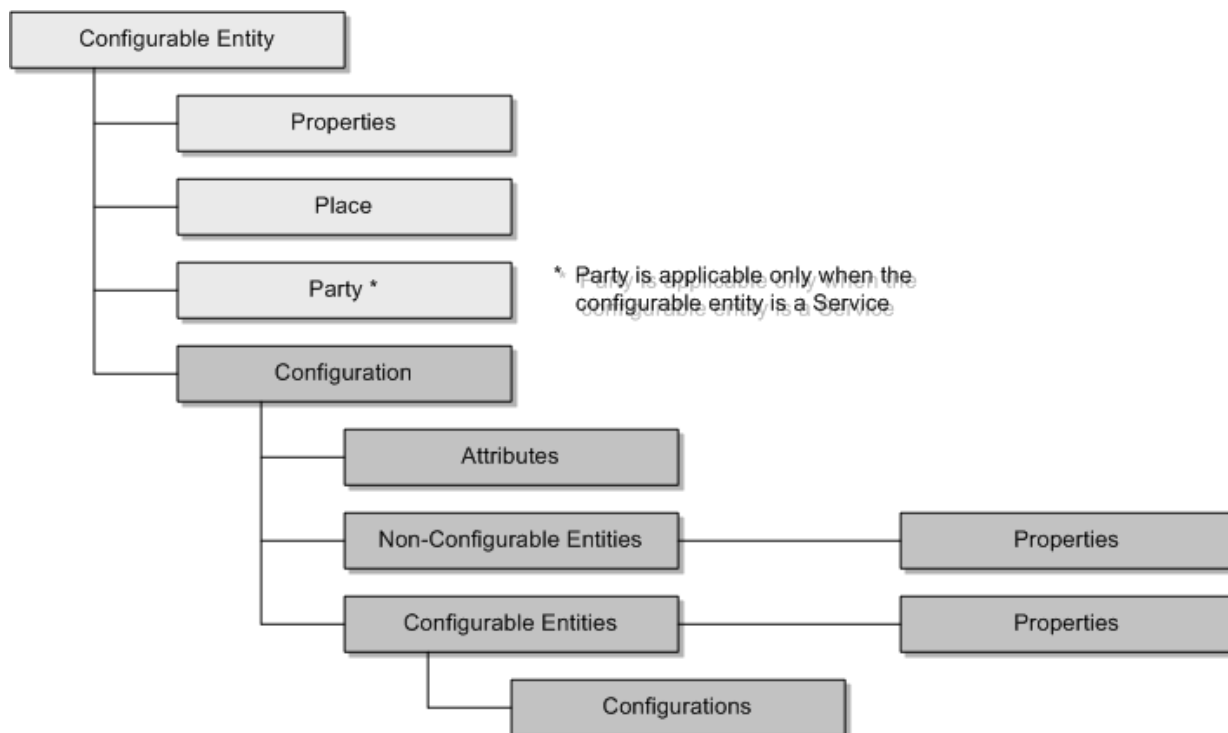 Configurable Entity
Properties
Place
Party *
* Party is applicable only when the
configurable entity is a Service
Configuration
Attributes
Non-Configurable Entities
Properties
Configurable Entities
Properties
Configurations